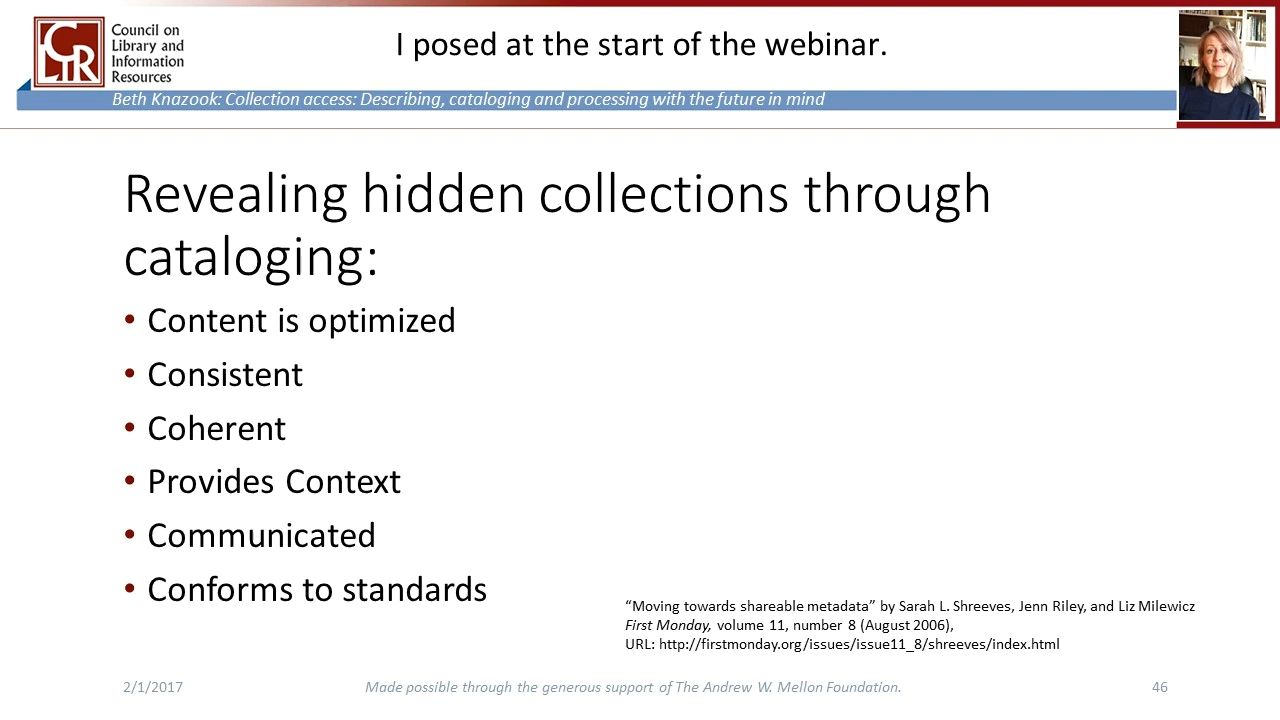 Council on
Library and
Information
Resources
CLIR
I posed at the start of the webinar.
Beth Knazook: Collection access: Describing, cataloging and processing with the future in mind
Revealing hidden collections through
cataloging:
• Content is optimized
• Consistent
• Coherent
• Provides Context
• Communicated
• Conforms to standards
“Moving towards shareable metadata” by Sarah L. Shreeves, Jenn Riley, and Liz Milewicz
First Monday, volume 11, number 8 (August 2006),
URL: http://firstmonday.org/issues/issue11_8/shreeves/index.html
2/1/2017
Made possible through the generous support of The Andrew W. Mellon Foundation.
46